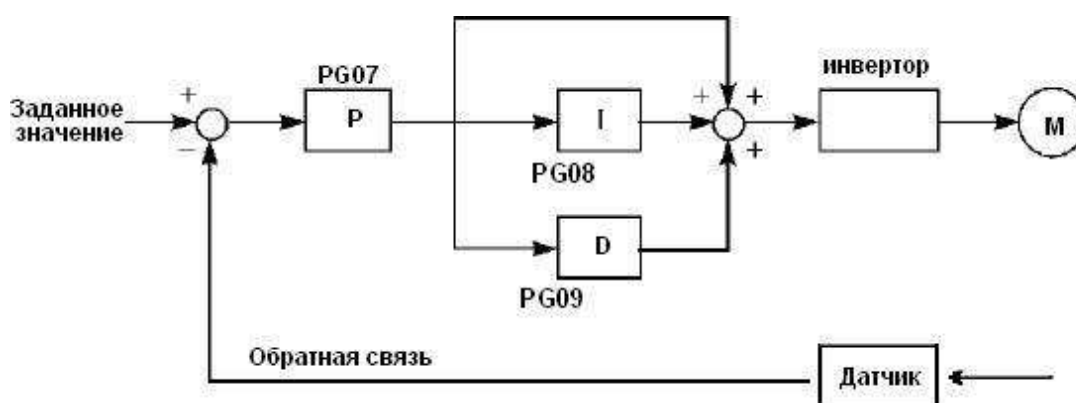 PG07
инвертор
Заданное
значение
+
−
P
I
+
+
+
M
PG08
D
PG09
Обратная связь
Датчик